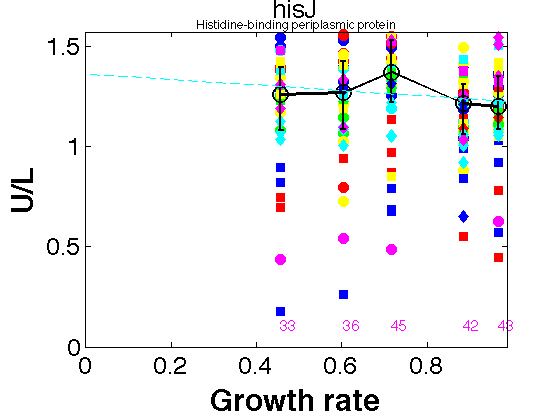 hisJ
Histidine-binding periplasmic protein
1.5
1
0.5
0
U/L
33 36 45 42 43
0 0.2 0.4 0.6 0.8
Growth rate